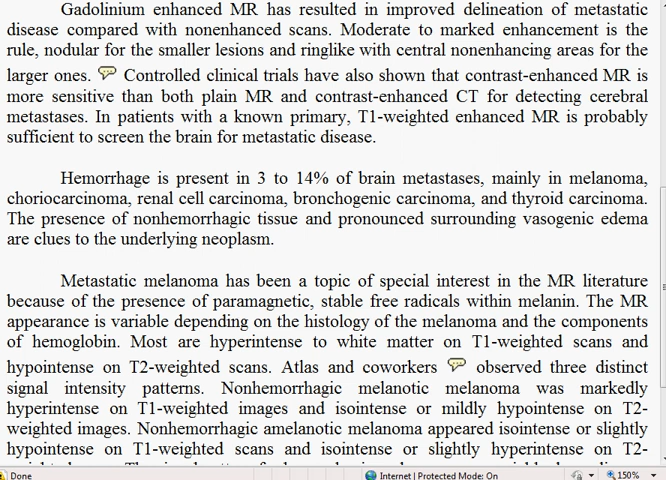 Gadolinium enhanced MR has resulted in improved delineation of metastatic
disease compared with nonenhanced scans. Moderate to marked enhancement is the
rule, nodular for the smaller lesions and ringlike with central nonenhancing areas for the
larger ones. Controlled clinical trials have also shown that contrast-enhanced MR is
more sensitive than both plain MR and contrast-enhanced CT for detecting cerebral
metastases. In patients with a known primary, T1-weighted enhanced MR is probably
sufficient to screen the brain for metastatic disease.
Hemorrhage is present in 3 to 14% of brain metastases, mainly in melanoma,
choriocarcinoma, renal cell carcinoma, bronchogenic carcinoma, and thyroid carcinoma.
The presence of nonhemorrhagic tissue and pronounced surrounding vasogenic edema
are clues to the underlying neoplasm.
Metastatic melanoma has been a topic of special interest in the MR literature
because of the presence of paramagnetic, stable free radicals within melanin. The MR
appearance is variable depending on the histology of the melanoma and the components
of hemoglobin. Most are hyperintense to white matter on T1-weighted scans and
hypointense on T2-weighted scans. Atlas and coworkers observed three distinct
signal intensity patterns. Nonhemorrhagic melanotic melanoma was markedly
hyperintense on T1-weighted images and isointense or mildly hypointense on T2-
weighted images. Nonhemorrhagic amelanotic melanoma appeared isointense or slightly
hypointense on T1-weighted scans and isointense or slightly hyperintense on T2-
Done Internet | Protected Mode: On 150%